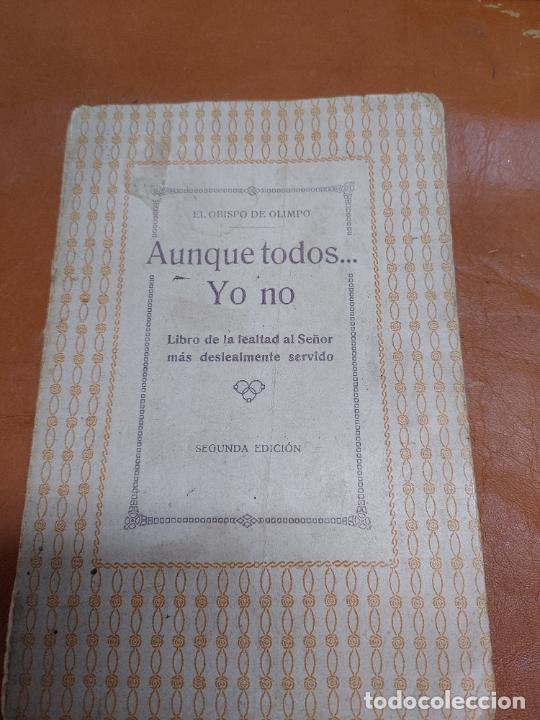 EL OBISPO DE OLIMPO
Aunque todos...
Yo no
Libro de la lealtad al Señor
más deslealmente servido
SEGUNDA EDICIÓN
todocoleccion